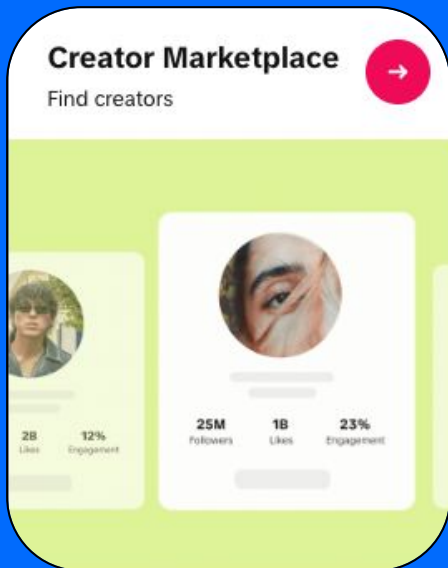 Creator Marketplace
Find creators
2B 12%
Likes Engagement
25M 1B 23%
Followers Likes Engagement